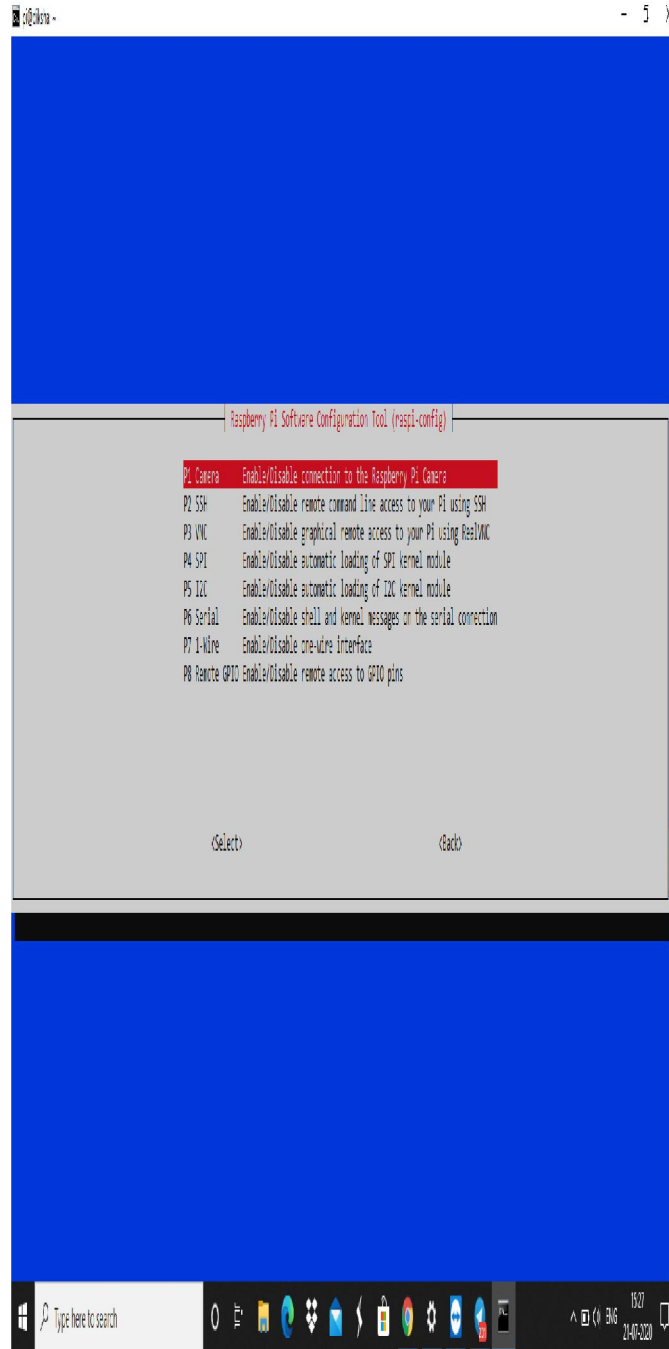 Raspberry Pi Software Configuration Tool (raspi-config)
P1 Camera Enable/Disable connection to the Raspberry Pi Camera
P2 SSH Enable/Disable remote command line access to your Pi using SSH
P3 VNC Enable/Disable graphical remote access to your Pi using RealVNC
P4 SPI Enable/Disable automatic loading of SPI kernel module
P5 I2C Enable/Disable automatic loading of I2C kernel module
P6 Serial Enable/Disable shell and kernel messages on the serial connection
P7 1-Wire Enable/Disable one-wire interface
P8 Remote GPIO Enable/Disable remote access to GPIO pins
<Select> <Back>
Type here to search
ENG
15:27
21-07-2020